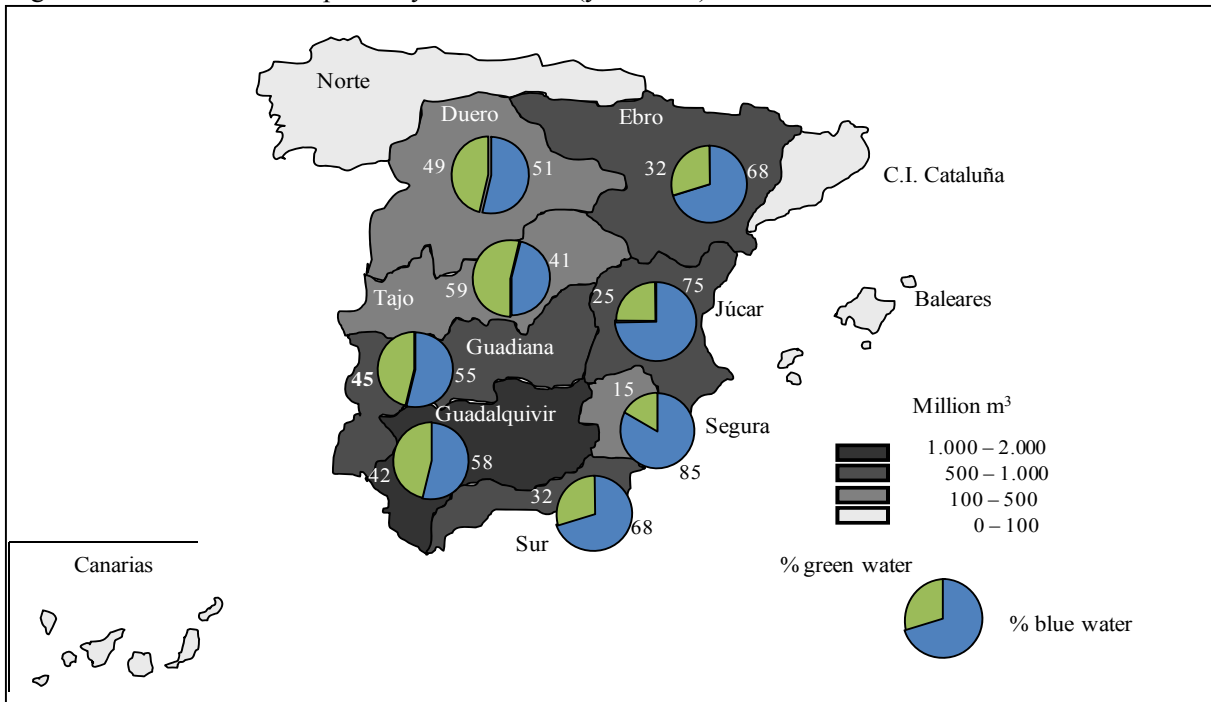 Norte
Duero
Ebro
49
51
32
68
C.I. Cataluña
41
59
Tajo
25
75
Júcar
Baleares
Guadiana
45
55
15
Guadalquivir
Segura
Million m³
1.000 – 2.000
500 – 1.000
100 – 500
0 – 100
42
58
85
32
68
Sur
Canarias
% green water
% blue water